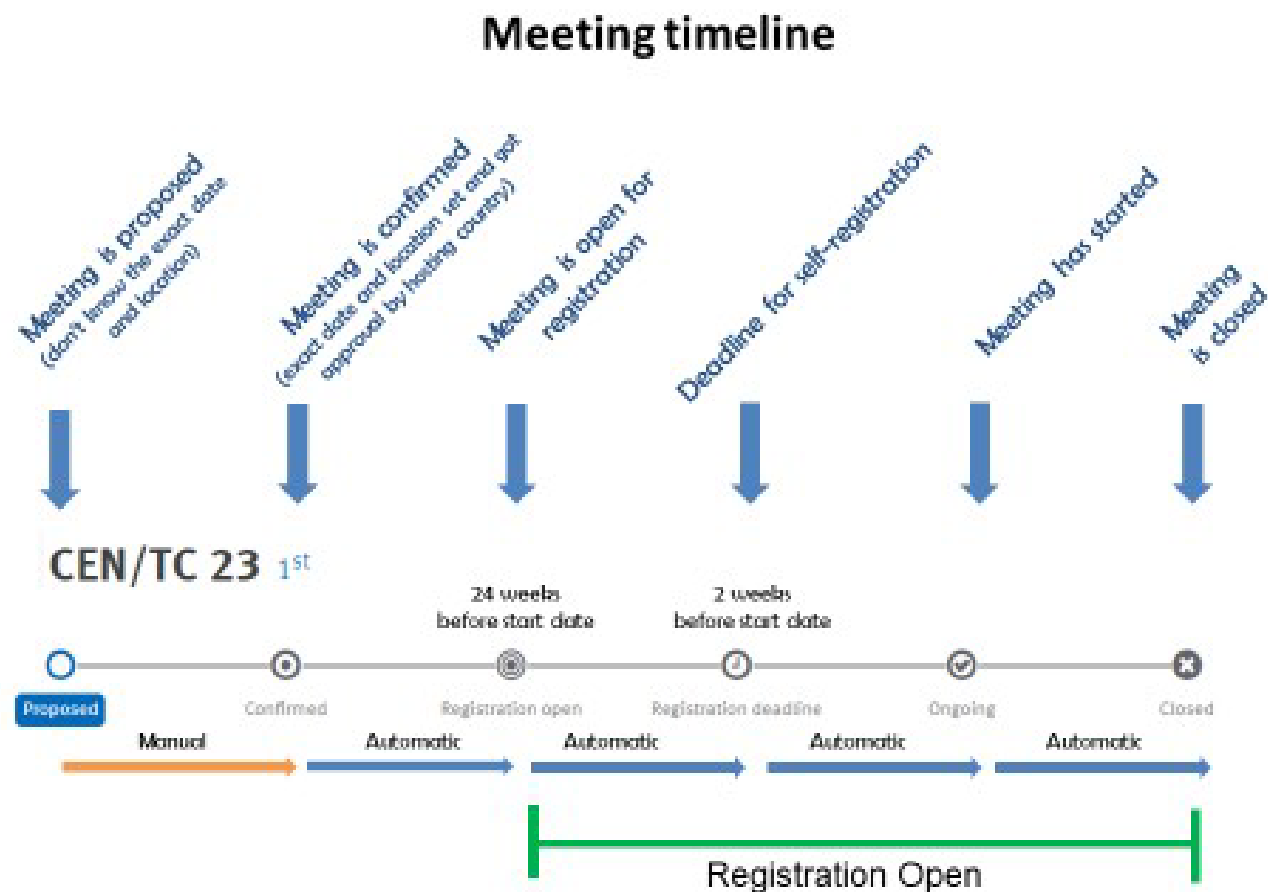 Meeting timeline
Meeting is proposed
(don't know the exact date
and location)
Meeting is confirmed
(exact date and location set and got
approval by hosting country)
Meeting is open for
registration
Deadline for self-registration
Meeting has started
Meeting
is closed
CEN/TC 23 1st
24 weeks
before start date
2 weeks
before start date
Proposed
Confirmed
Registration open
Registration deadline
Ongoing
Closed
Manual
Automatic
Automatic
Automatic
Automatic
Registration Open